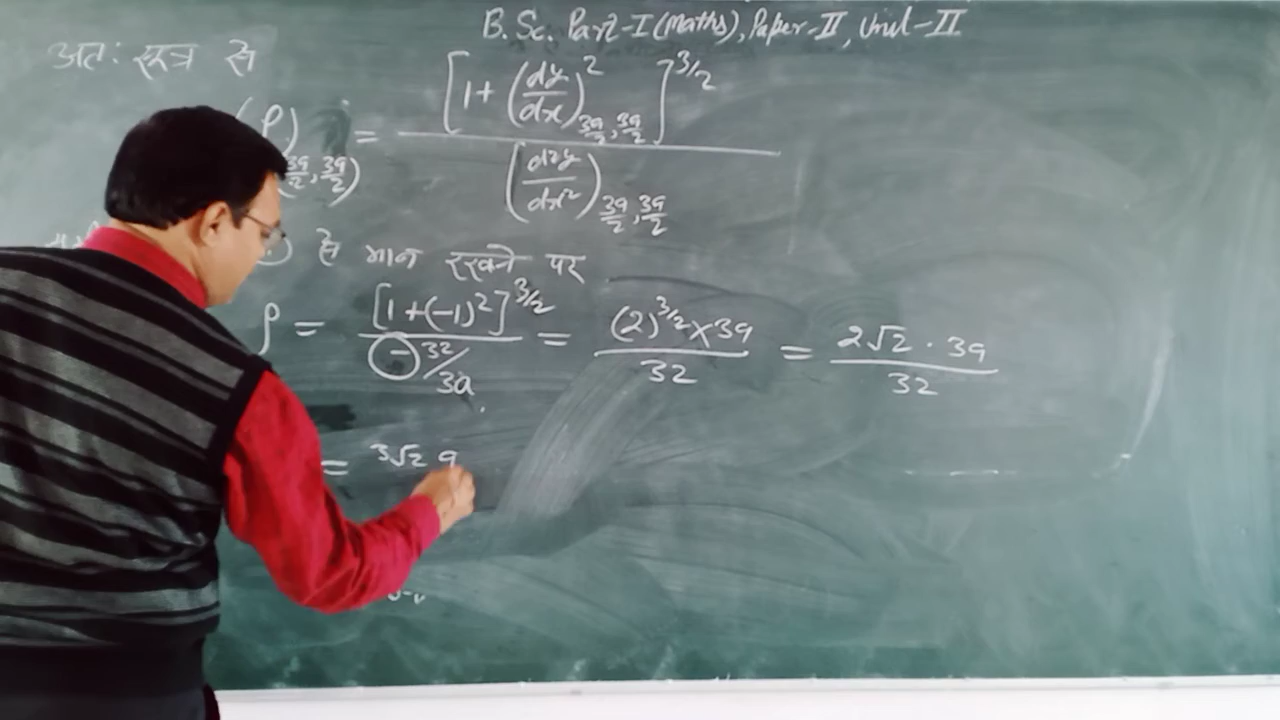 B.Sc. Part-I (Maths), Paper-II, Unit-II
अतः सूत्र से
(ρ) (3a/2, 3a/2) = [1 + (dy/dx)² 3a/2, 3a/2]^3/2 / (d²y/dx²) 3a/2, 3a/2
से मान रखने पर
ρ = [1+(-1)²]^3/2 / -32/3a = (2)^3/2 × 3a / 32 = 2√2 · 3a / 32
= 3√2 a